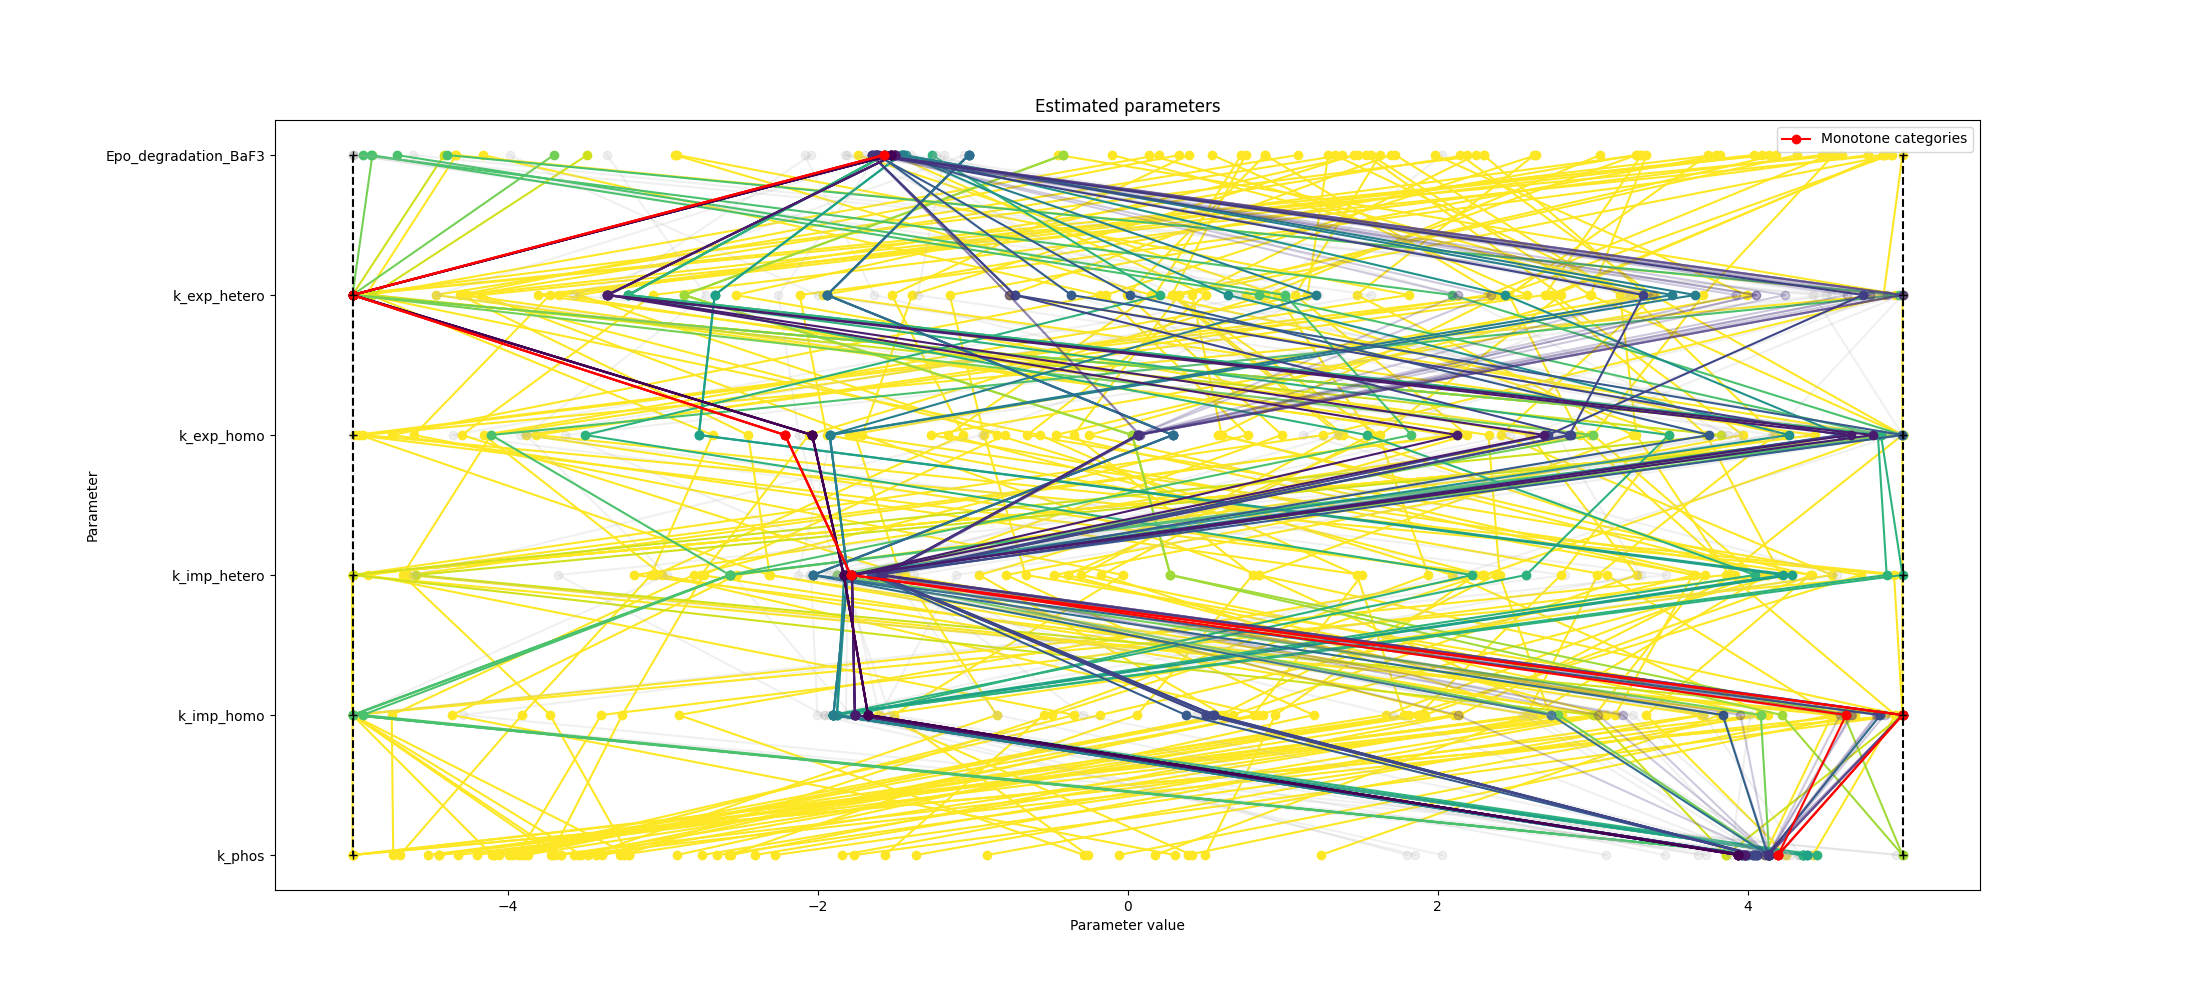 Estimated parameters
Monotone categories
Epo_degradation_BaF3
k_exp_hetero
k_exp_homo
k_imp_hetero
k_imp_homo
k_phos
Parameter
−4 −2 0 2 4
Parameter value